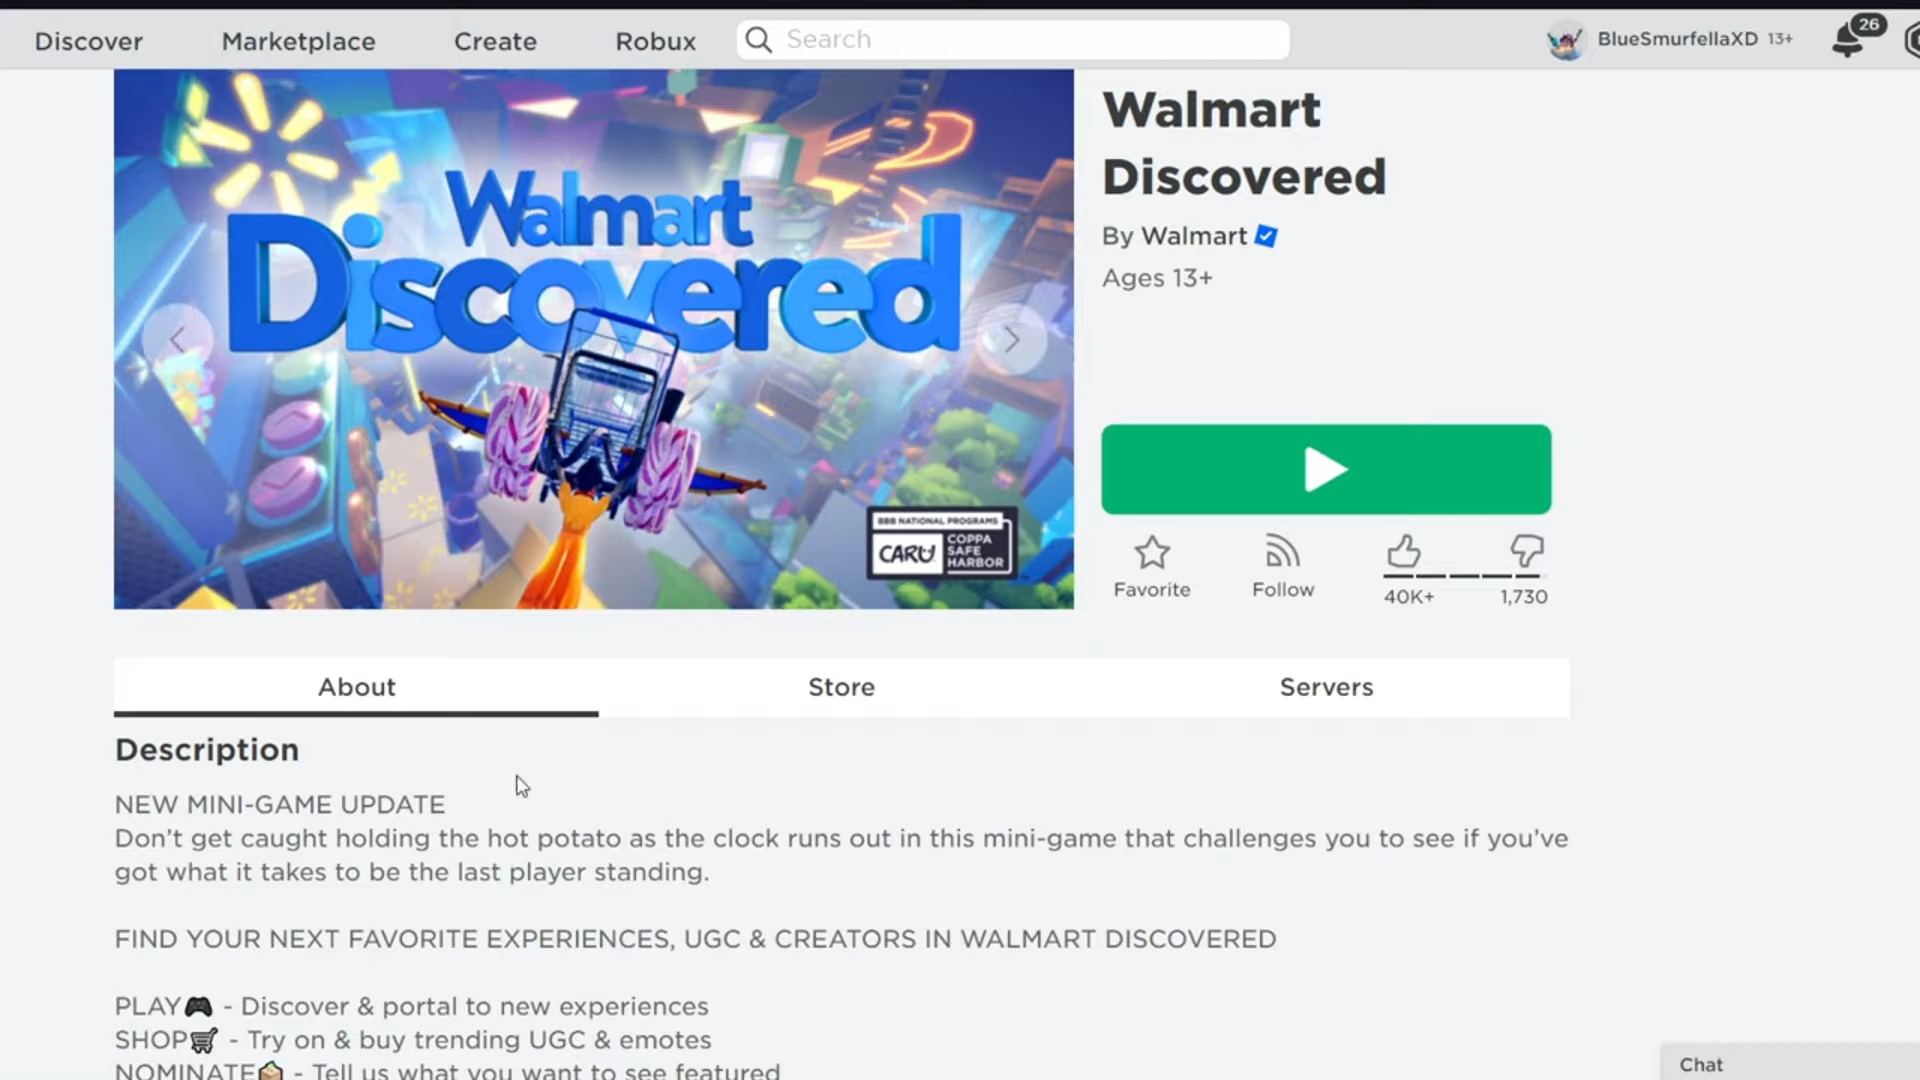 Discover Marketplace Create Robux Search BlueSmurfellaXD 13+ 26
Walmart
Discovered
BBB NATIONAL PROGRAMS
CARU COPPA
SAFE
HARBOR
Walmart
Discovered
By Walmart
Ages 13+
Favorite Follow 40K+ 1,730
About Store Servers
Description
NEW MINI-GAME UPDATE
Don't get caught holding the hot potato as the clock runs out in this mini-game that challenges you to see if you've
got what it takes to be the last player standing.
FIND YOUR NEXT FAVORITE EXPERIENCES, UGC & CREATORS IN WALMART DISCOVERED
PLAY🎮 - Discover & portal to new experiences
SHOP🛒 - Try on & buy trending UGC & emotes
NOMINATE🗳 - Tell us what you want to see featured
Chat